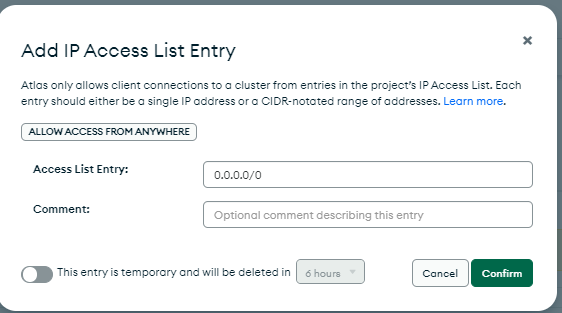 Add IP Access List Entry
Atlas only allows client connections to a cluster from entries in the project's IP Access List. Each
entry should either be a single IP address or a CIDR-notated range of addresses. Learn more.
ALLOW ACCESS FROM ANYWHERE
Access List Entry:
0.0.0.0/0
Comment:
Optional comment describing this entry
This entry is temporary and will be deleted in
6 hours
Cancel
Confirm